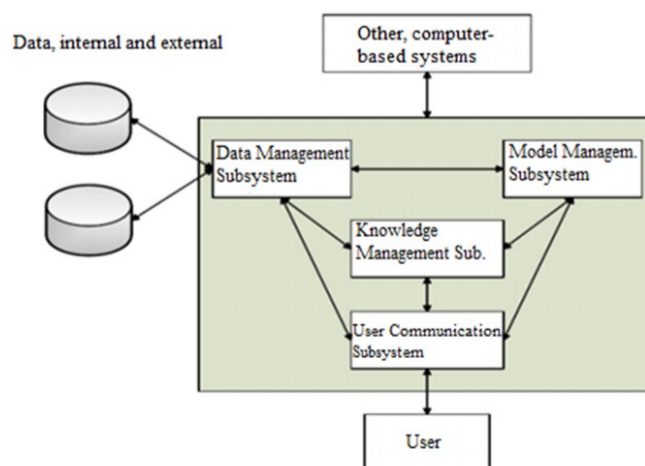 Data, internal and external
Other, computer-
based systems
Data Management
Subsystem
Model Managem.
Subsystem
Knowledge
Management Sub.
User Communication
Subsystem
User